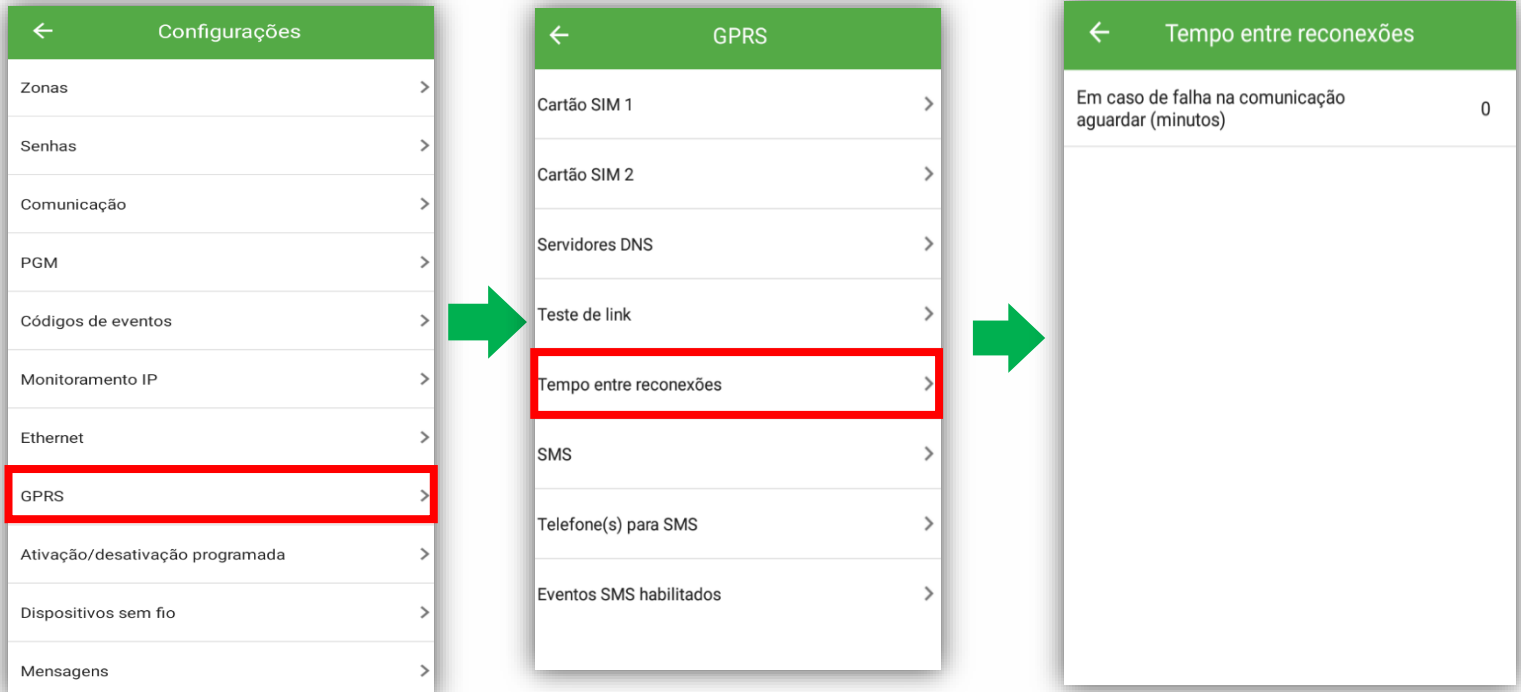 Configurações
Zonas
Senhas
Comunicação
PGM
Códigos de eventos
Monitoramento IP
Ethernet
GPRS
Ativação/desativação programada
Dispositivos sem fio
Mensagens
GPRS
Cartão SIM 1
Cartão SIM 2
Servidores DNS
Teste de link
Tempo entre reconexões
SMS
Telefone(s) para SMS
Eventos SMS habilitados
Tempo entre reconexões
Em caso de falha na comunicação
aguardar (minutos)
0